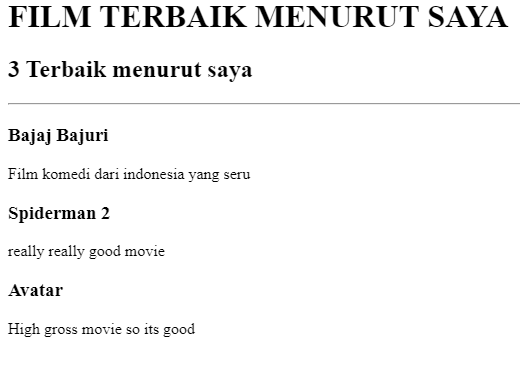 FILM TERBAIK MENURUT SAYA
3 Terbaik menurut saya
Bajaj Bajuri
Film komedi dari indonesia yang seru
Spiderman 2
really really good movie
Avatar
High gross movie so its good